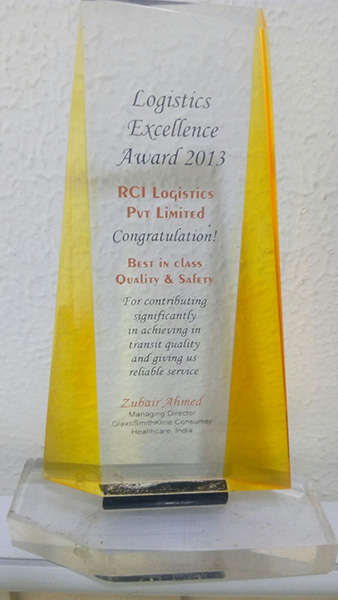 Logistics
Excellence
Award 2013
RCI Logistics
Pvt Limited
Congratulation!
Best in class
Quality & Safety
For contributing
significantly
in achieving in
transit quality
and giving us
reliable service
Zubair Ahmed
Managing Director
GlaxoSmithKline Consumer
Healthcare, India